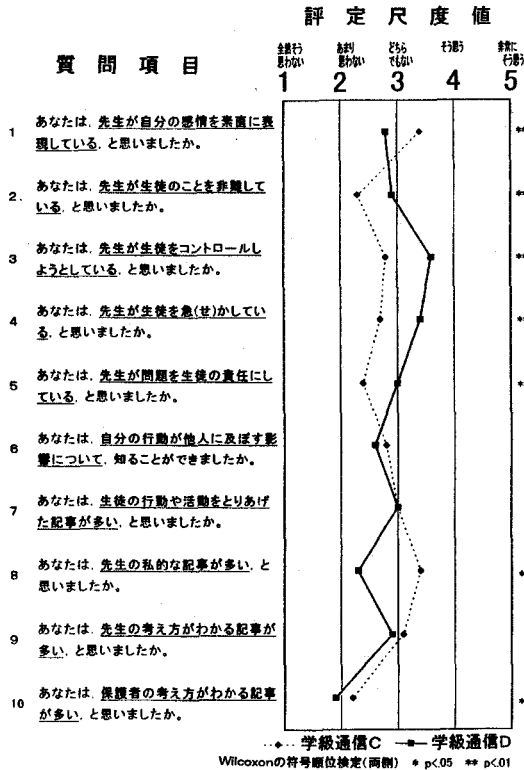 評定尺度値
質問項目
全然そう思わない
あまり思わない
どちらでもない
そう思う
非常にそう思う
1 2 3 4 5
1 あなたは, 先生が自分の感情を素直に表
現している, と思いましたか。 **
2. あなたは, 先生が生徒のことを非難して
いる, と思いましたか。 **
3 あなたは, 先生が生徒をコントロールし
ようとしている, と思いましたか。 **
4 あなたは, 先生が生徒を急(せ)かしてい
る, と思いましたか。 **
5 あなたは, 先生が問題を生徒の責任にし
ている, と思いましたか。 *
6 あなたは, 自分の行動が他人に及ぼす影
響について, 知ることができましたか。
7 あなたは, 生徒の行動や活動をとりあげ
た記事が多い, と思いましたか。
8 あなたは, 先生の私的な記事が多い, と
思いましたか。 *
9 あなたは, 先生の考え方がわかる記事が
多い, と思いましたか。
10 あなたは, 保護者の考え方がわかる記事
が多い, と思いましたか。 *
学級通信C 学級通信D
Wilcoxonの符号順位検定(両側) * p<.05 ** p<.01